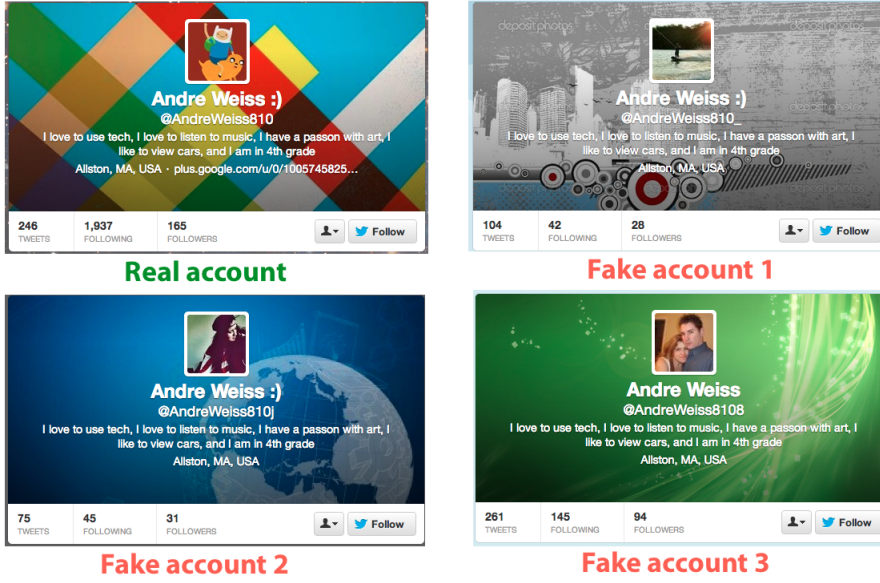 Andre Weiss :)
@AndreWeiss810
I love to use tech, I love to listen to music, I have a passon with art, I
like to view cars, and I am in 4th grade
Allston, MA, USA · plus.google.com/u/0/1005745825...
246
TWEETS
1,937
FOLLOWING
165
FOLLOWERS
Follow
Real account
depositphotos
depositphotos
Andre Weiss :)
@AndreWeiss810_
I love to use tech, I love to listen to music, I have a passon with art, I
like to view cars, and I am in 4th grade
Allston, MA, USA
104
TWEETS
42
FOLLOWING
28
FOLLOWERS
Follow
Fake account 1
Andre Weiss :)
@AndreWeiss810j
I love to use tech, I love to listen to music, I have a passon with art, I
like to view cars, and I am in 4th grade
Allston, MA, USA
75
TWEETS
45
FOLLOWING
31
FOLLOWERS
Follow
Fake account 2
Andre Weiss
@AndreWeiss8108
I love to use tech, I love to listen to music, I have a passon with art, I
like to view cars, and I am in 4th grade
Allston, MA, USA
261
TWEETS
145
FOLLOWING
94
FOLLOWERS
Follow
Fake account 3